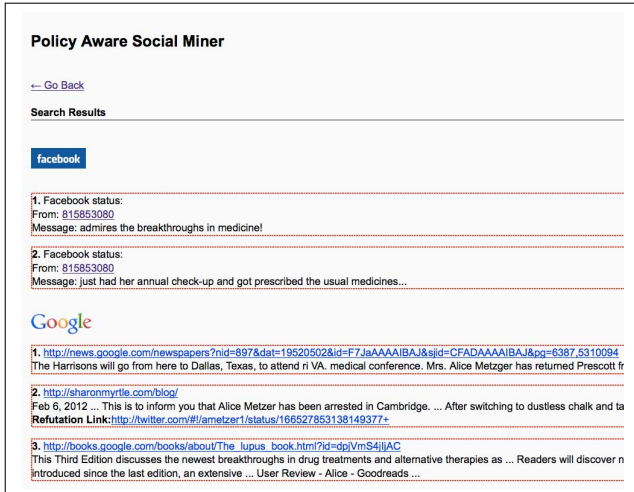 Policy Aware Social Miner
← Go Back
Search Results
facebook
1. Facebook status:
From: 815853080
Message: admires the breakthroughs in medicine!
2. Facebook status:
From: 815853080
Message: just had her annual check-up and got prescribed the usual medicines...
Google
1. http://news.google.com/newspapers?nid=897&dat=19520502&id=F7JaAAAAIBAJ&sjid=CFADAAAAIBAJ&pg=6387,5310094
The Harrisons will go from here to Dallas, Texas, to attend ri VA. medical conference. Mrs. Alice Metzger has returned Prescott fr
2. http://sharonmyrtle.com/blog/
Feb 6, 2012 ... This is to inform you that Alice Metzer has been arrested in Cambridge. ... After switching to dustless chalk and ta
Refutation Link:http://twitter.com/#!/ametzer1/status/166527853138149377+
3. http://books.google.com/books/about/The_lupus_book.html?id=dpjVmS4jIjAC
This Third Edition discusses the newest breakthroughs in drug treatments and alternative therapies as ... Readers will discover n
introduced since the last edition, an extensive ... User Review - Alice - Goodreads ...